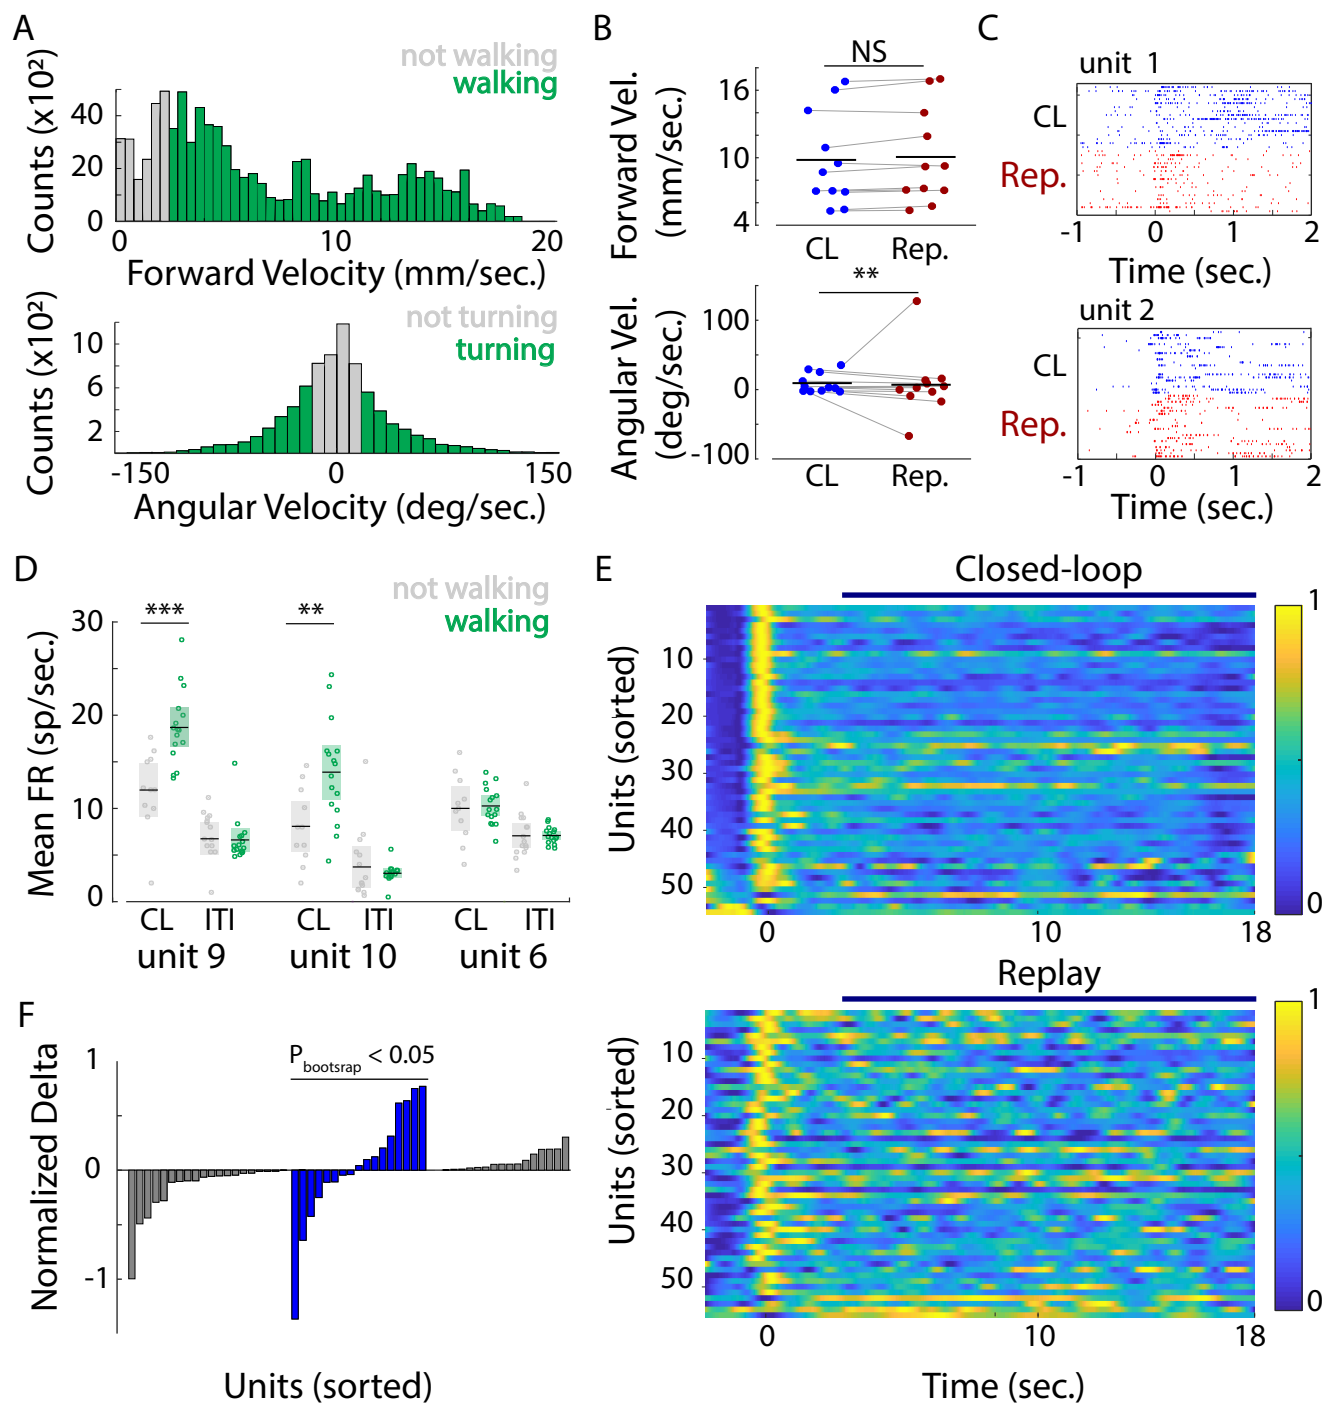 A
not walking
walking
Counts (x10²)
40
20
0
0 10 20
Forward Velocity (mm/sec.)
not turning
turning
Counts (x10²)
10
6
2
-150 0 150
Angular Velocity (deg/sec.)
B
NS
Forward Vel.
(mm/sec.)
16
10
4
CL Rep.
**
Angular Vel.
(deg/sec.)
100
0
-100
CL Rep.
C
unit 1
CL
Rep.
-1 0 1 2
Time (sec.)
unit 2
CL
Rep.
-1 0 1 2
Time (sec.)
D
not walking
walking
Mean FR (sp/sec.)
30
20
10
0
*** **
CL ITI CL ITI CL ITI
unit 9 unit 10 unit 6
E
Closed-loop
Units (sorted)
10
20
30
40
50
0 10 18
1
0
Replay
Units (sorted)
10
20
30
40
50
0 10 18
1
0
Time (sec.)
F
Normalized Delta
1
0
-1
P bootsrap < 0.05
Units (sorted)